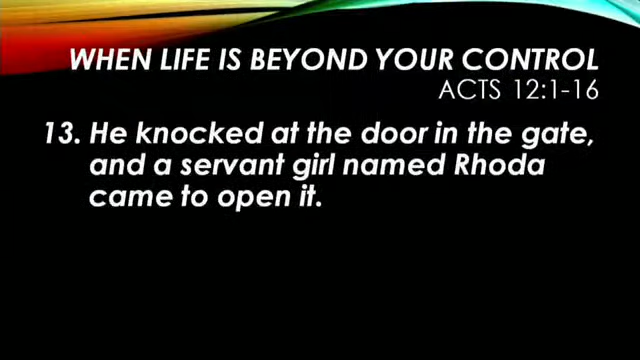 WHEN LIFE IS BEYOND YOUR CONTROL
ACTS 12:1-16
13. He knocked at the door in the gate,
and a servant girl named Rhoda
came to open it.